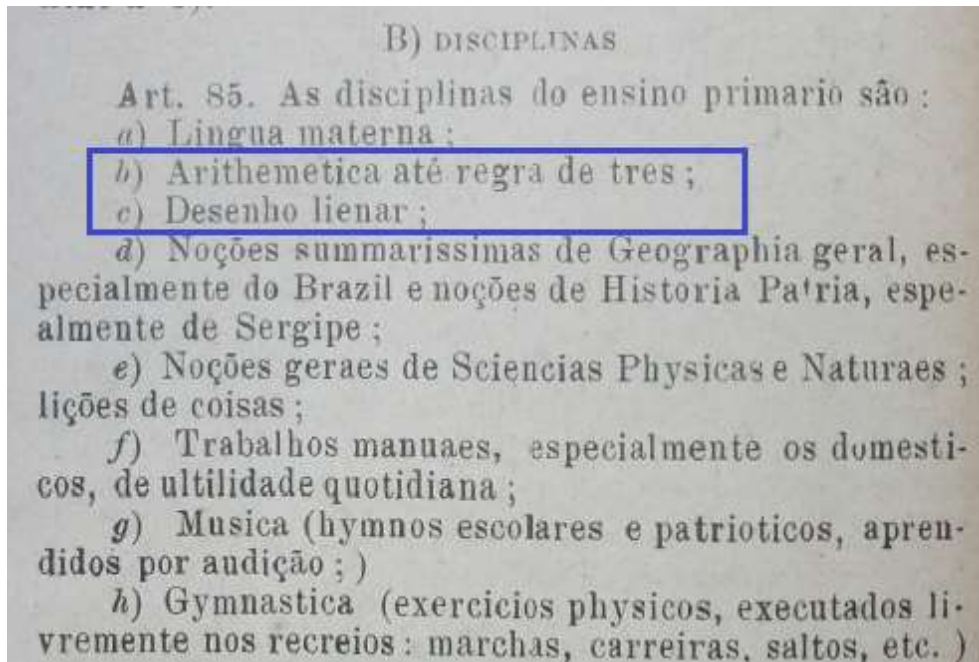 B) DISCIPLINAS
Art. 85. As disciplinas do ensino primario são :
a) Lingua materna ;
b) Arithemetica até regra de tres ;
c) Desenho lienar ;
d) Noções summarissimas de Geographia geral, es-
pecialmente do Brazil e noções de Historia Patria, espe-
almente de Sergipe ;
e) Noções geraes de Sciencias Physicas e Naturaes ;
lições de coisas ;
f) Trabalhos manuaes, especialmente os domesti-
cos, de ultilidade quotidiana ;
g) Musica (hymnos escolares e patrioticos, apren-
didos por audição ; )
h) Gymnastica (exercicios physicos, executados li-
vremente nos recreios : marchas, carreiras, saltos, etc. )